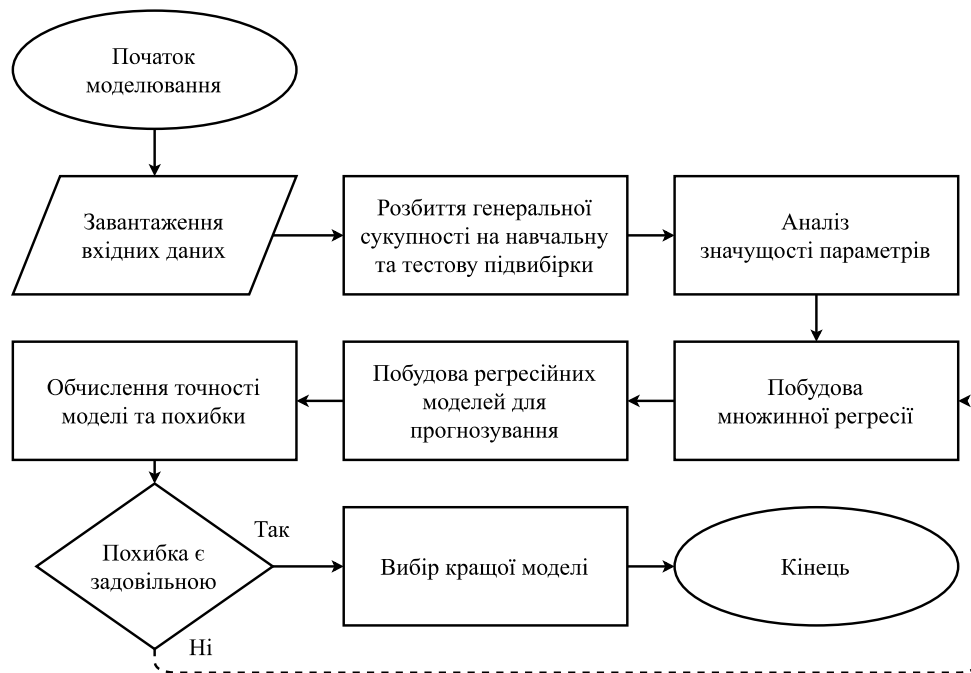 Початок
моделювання
Завантаження
вхідних даних
Розбиття генеральної
сукупності на навчальну
та тестову підвибірки
Аналіз
значущості параметрів
Побудова
множинної регресії
Побудова регресійних
моделей для
прогнозування
Обчислення точності
моделі та похибки
Похибка є
задовільною
Так
Вибір кращої моделі
Кінець
Ні